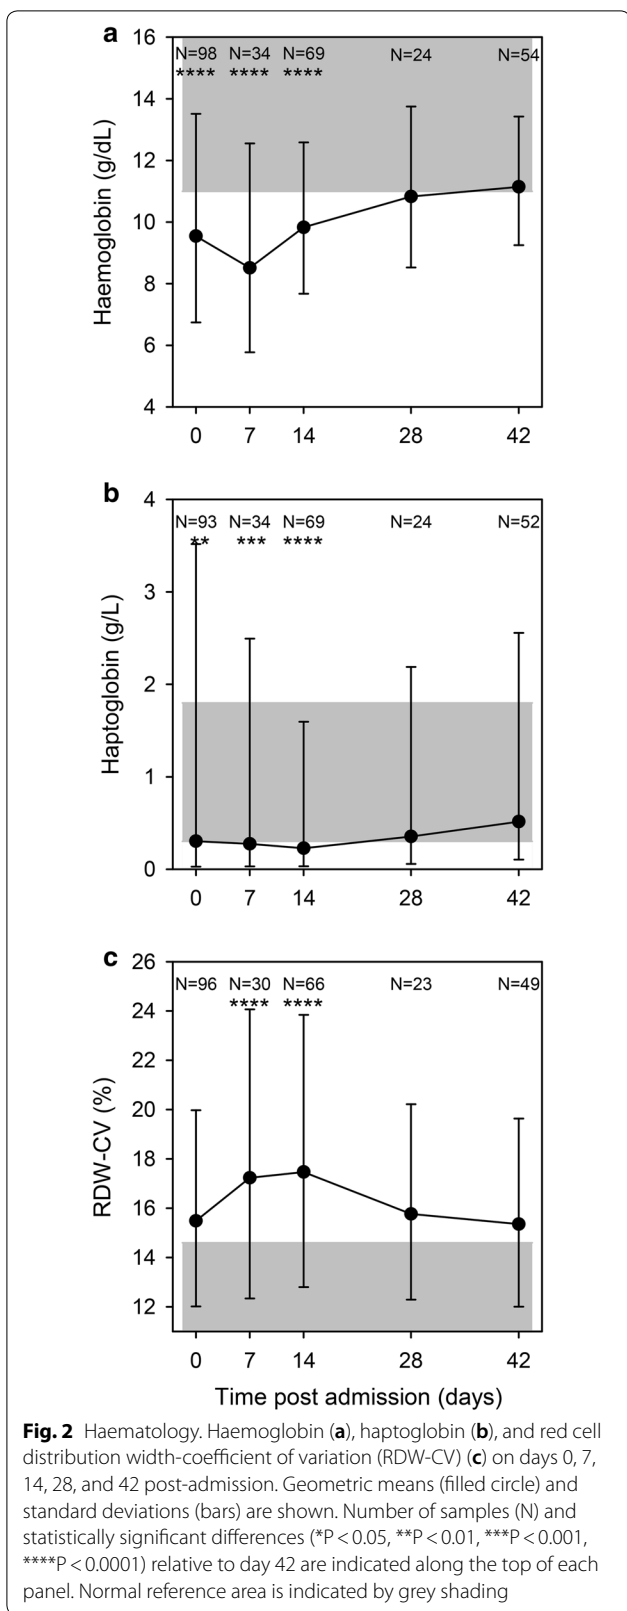 a
16
14
12
10
8
6
4
Haemoglobin (g/dL)
N=98 N=34 N=69 N=24 N=54
**** **** ****
0 7 14 28 42
b
4
3
2
1
0
Haptoglobin (g/L)
N=93 N=34 N=69 N=24 N=52
** *** ****
0 7 14 28 42
c
26
24
22
20
18
16
14
12
RDW-CV (%)
N=96 N=30 N=66 N=23 N=49
**** ****
0 7 14 28 42
Time post admission (days)
Fig. 2 Haematology. Haemoglobin (a), haptoglobin (b), and red cell
distribution width-coefficient of variation (RDW-CV) (c) on days 0, 7,
14, 28, and 42 post-admission. Geometric means (filled circle) and
standard deviations (bars) are shown. Number of samples (N) and
statistically significant differences (*P < 0.05, **P < 0.01, ***P < 0.001,
****P < 0.0001) relative to day 42 are indicated along the top of each
panel. Normal reference area is indicated by grey shading